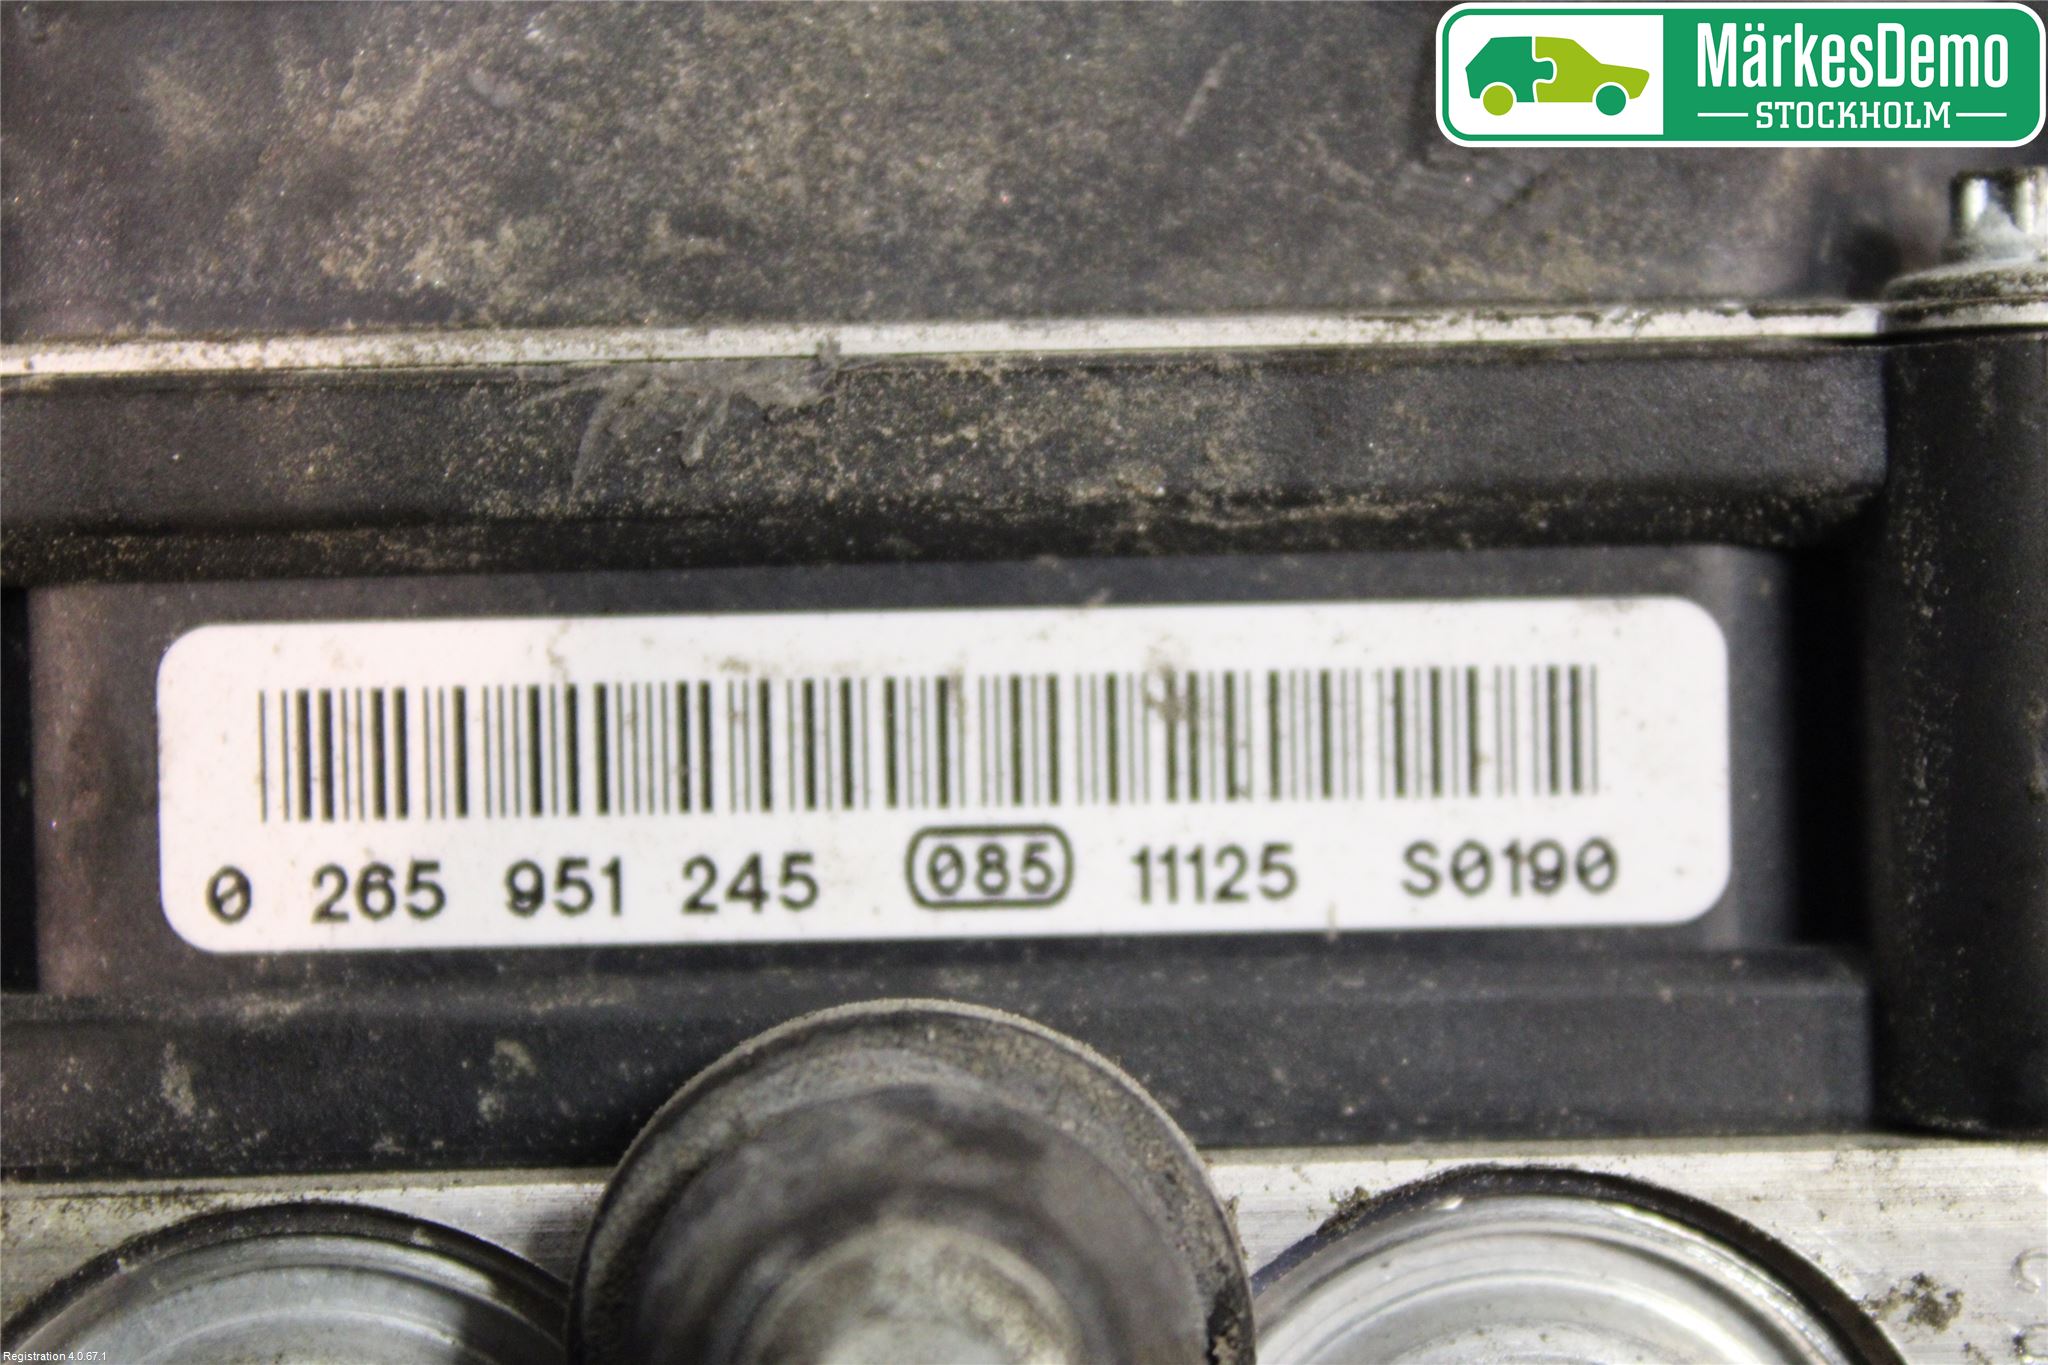 MärkesDemo
STOCKHOLM
0 265 951 245 085 11125 S0190
Registration 4.0.67.1